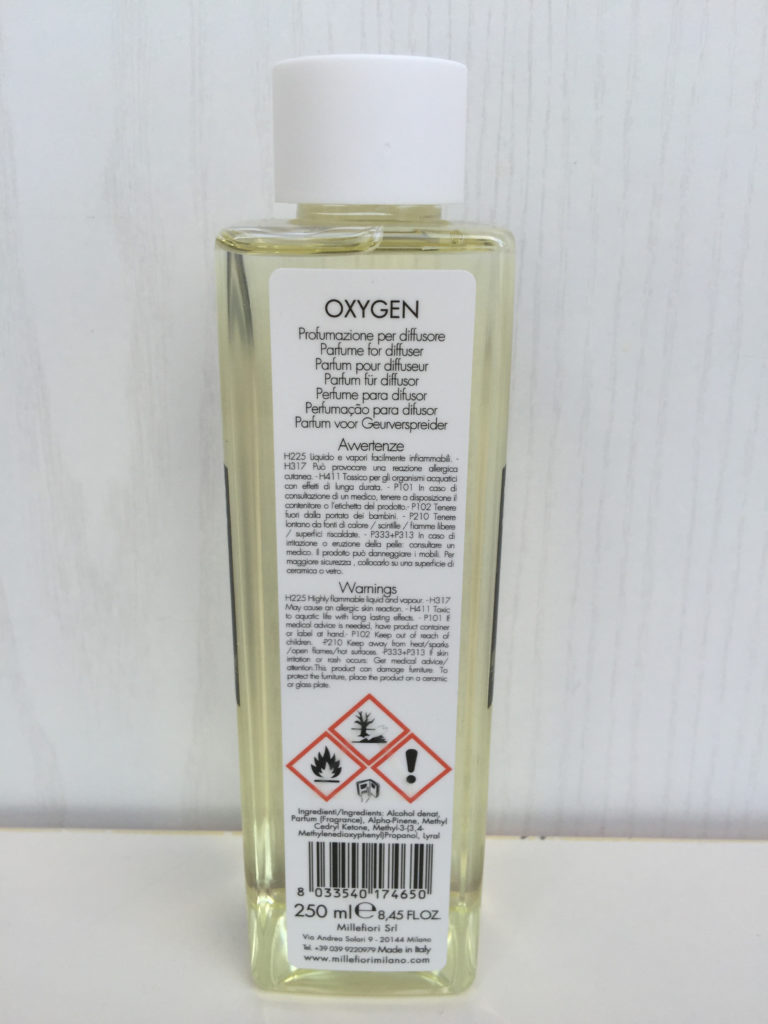 OXYGEN
Profumazione per diffusore
Parfume for diffuser
Parfum pour diffuseur
Parfum für diffusor
Perfume para difusor
Perfumação para difusor
Parfum voor Geurverspreider
Avvertenze
H225 Liquido e vapori facilmente infiammabili. -
H317 Può provocare una reazione allergica
cutanea. - H411 Tossico per gli organismi acquatici
con effetti di lunga durata. - P101 In caso di
consultazione di un medico, tenere a disposizione il
contenitore o l'etichetta del prodotto.- P102 Tenere
fuori dalla portata dei bambini. - P210 Tenere
lontano da fonti di calore / scintille / fiamme libere
/ superfici riscaldate. - P333+P313 In caso di
irritazione o eruzione della pelle: consultare un
medico. Il prodotto può danneggiare i mobili. Per
maggiore sicurezza , collocarlo su una superficie di
ceramica o vetro.
Warnings
H225 Highly flammable liquid and vapour. -H317
May cause an allergic skin reaction. - H411 Toxic
to aquatic life with long lasting effects. - P101 If
medical advice is needed, have product container
or label at hand.- P102 Keep out of reach of
children. -P210 Keep away from heat/sparks
/open flames/hot surfaces. -P333+P313 If skin
irritation or rash occurs: Get medical advice/
attention.This product can damage furniture. To
protect the furniture, place the product on a ceramic
or glass plate.
Ingredienti/Ingredients: Alcohol denat,
Parfum (Fragrance), Alpha-Pinene, Methyl
Cedryl Ketone, Methyl-3-(3,4-
Methylenedioxyphenyl)Propanol, Lyral
8 033540 174650
250 ml e 8,45 FL.OZ.
Millefiori Srl
Via Andrea Solari 9 - 20144 Milano
Tel. +39 039 9220979 Made in Italy
www.millefiorimilano.com